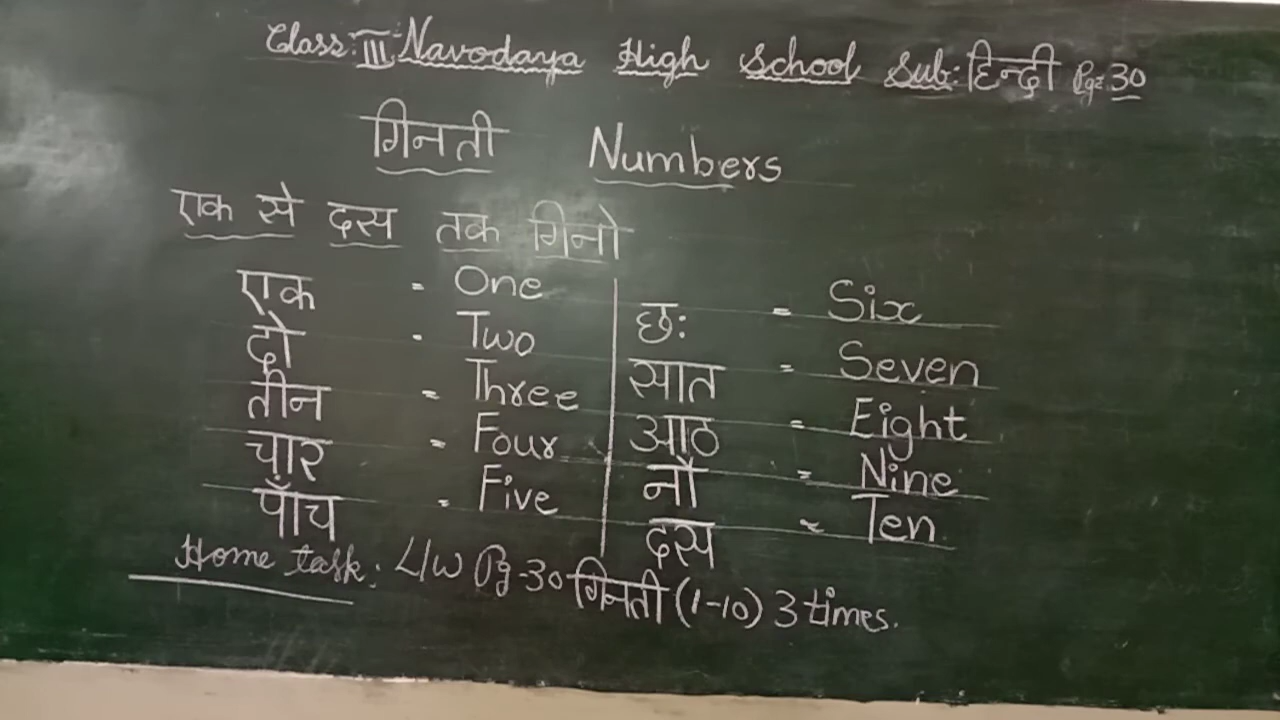 Class: III Navodaya High School Sub: हिन्दी Pg: 30
गिनती Numbers
एक से दस तक गिनो
एक = One
दो = Two
तीन = Three
चार = Four
पाँच = Five
छः = Six
सात = Seven
आठ = Eight
नौ = Nine
दस = Ten
Home task: L/W Pg-30 गिनती (1-10) 3 times.